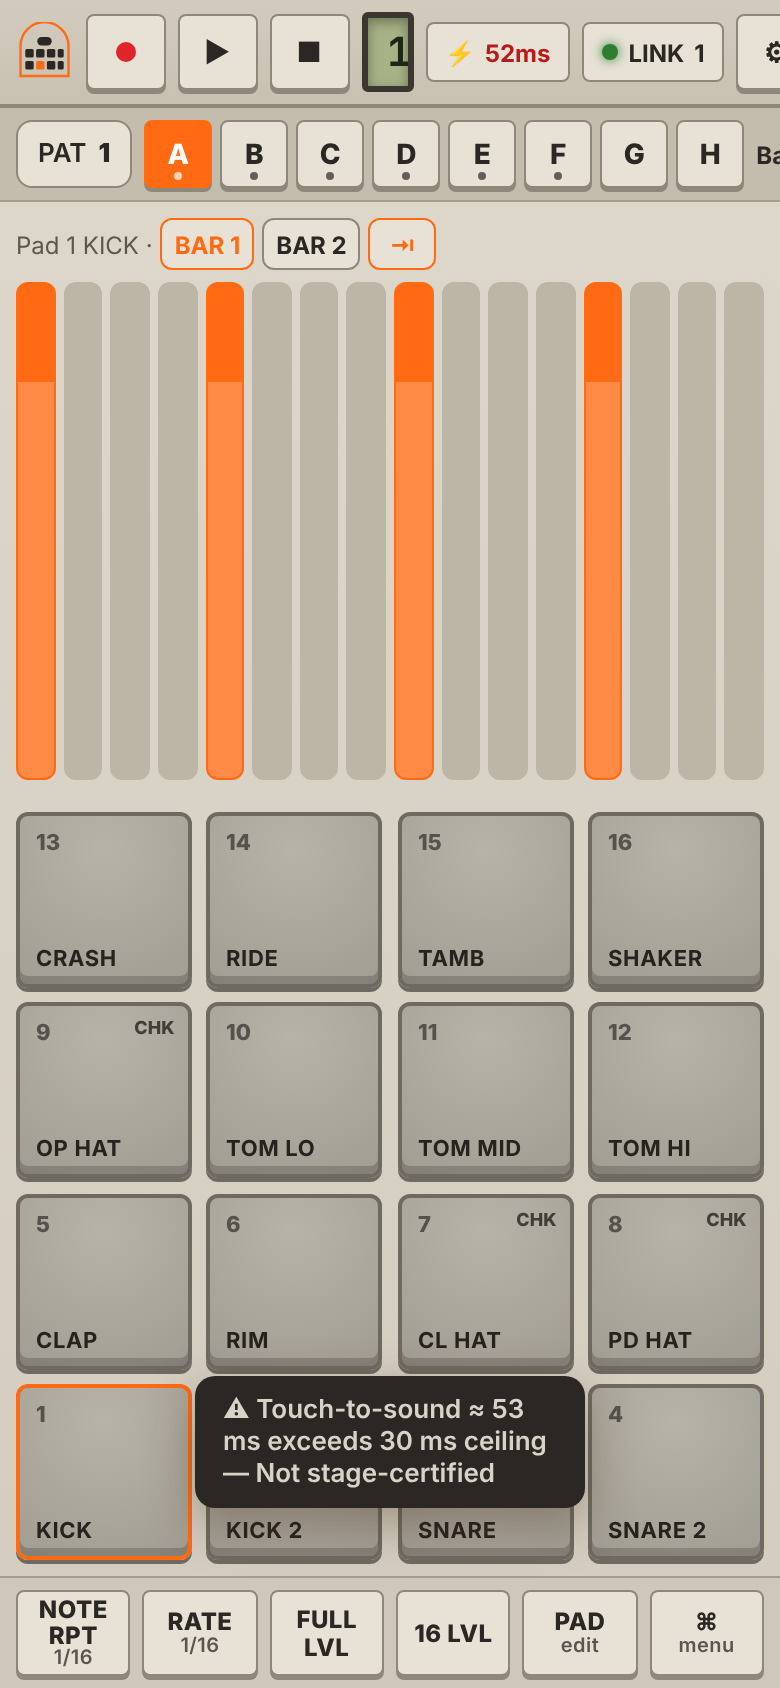 1 ⚡ 52ms LINK 1 ⚙
PAT 1 A B C D E F G H Ba
Pad 1 KICK · BAR 1 BAR 2 ⇥
13 14 15 16
CRASH RIDE TAMB SHAKER
9 CHK 10 11 12
OP HAT TOM LO TOM MID TOM HI
5 6 7 CHK 8 CHK
CLAP RIM CL HAT PD HAT
1 4
⚠ Touch-to-sound ≈ 53
ms exceeds 30 ms ceiling
— Not stage-certified
KICK KICK 2 SNARE SNARE 2
NOTE
RPT
1/16
RATE
1/16
FULL
LVL
16 LVL
PAD
edit
⌘
menu